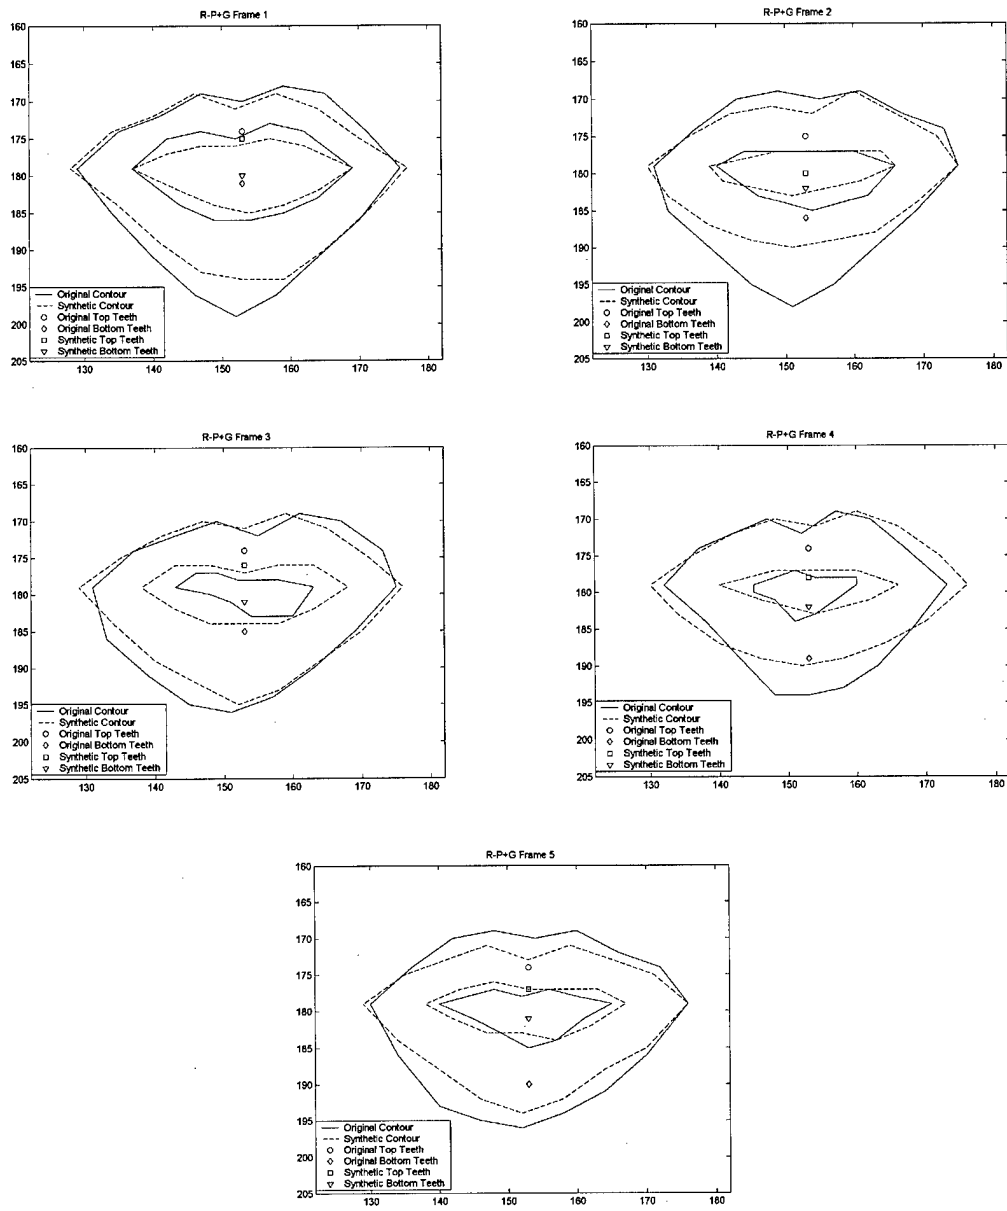 R-P+G Frame 1
160
165
170
175
180
185
190
195
200
205
130 140 150 160 170 180
Original Contour
Synthetic Contour
Original Top Teeth
Original Bottom Teeth
Synthetic Top Teeth
Synthetic Bottom Teeth
R-P+G Frame 2
160
165
170
175
180
185
190
195
200
205
130 140 150 160 170 180
Original Contour
Synthetic Contour
Original Top Teeth
Original Bottom Teeth
Synthetic Top Teeth
Synthetic Bottom Teeth
R-P+G Frame 3
160
165
170
175
180
185
190
195
200
205
130 140 150 160 170 180
Original Contour
Synthetic Contour
Original Top Teeth
Original Bottom Teeth
Synthetic Top Teeth
Synthetic Bottom Teeth
R-P+G Frame 4
160
165
170
175
180
185
190
195
200
205
130 140 150 160 170 180
Original Contour
Synthetic Contour
Original Top Teeth
Original Bottom Teeth
Synthetic Top Teeth
Synthetic Bottom Teeth
R-P+G Frame 5
160
165
170
175
180
185
190
195
200
205
130 140 150 160 170 180
Original Contour
Synthetic Contour
Original Top Teeth
Original Bottom Teeth
Synthetic Top Teeth
Synthetic Bottom Teeth